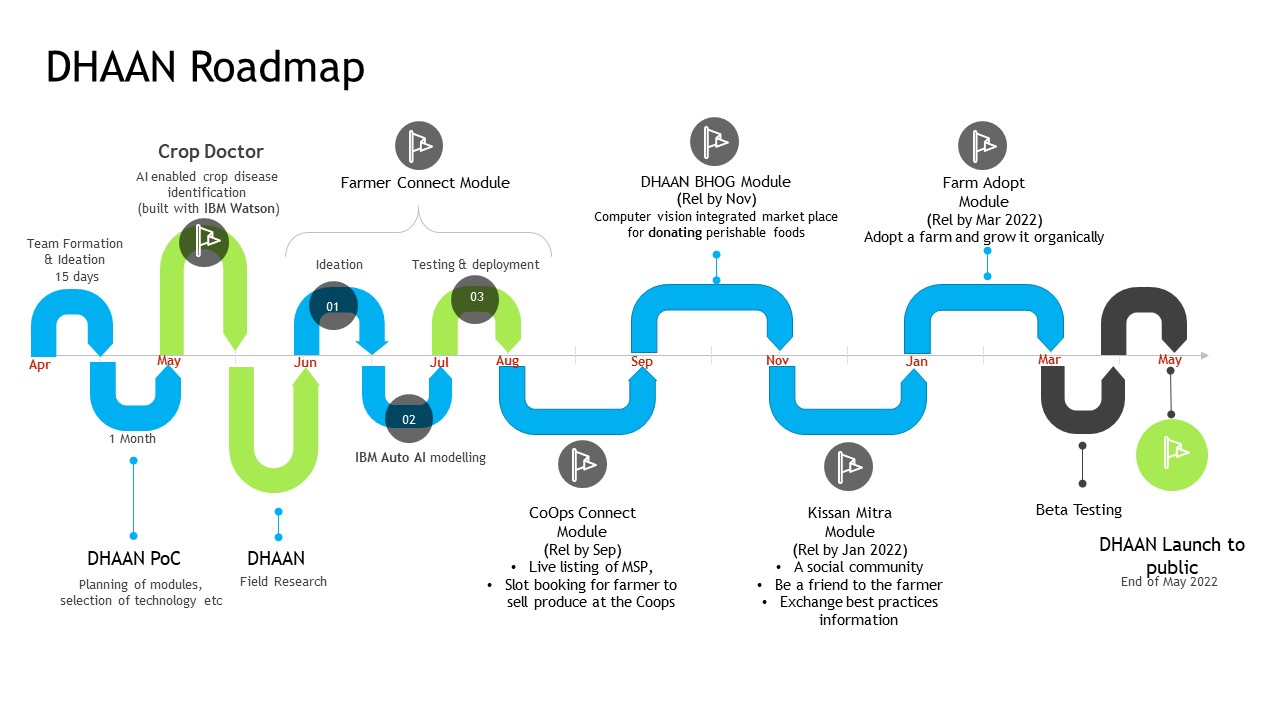 DHAAN Roadmap
Team Formation
& Ideation
15 days
Crop Doctor
AI enabled crop disease
identification
(built with IBM Watson)
Farmer Connect Module
Ideation
Testing & deployment
01
03
02
IBM Auto AI modelling
DHAAN BHOG Module
(Rel by Nov)
Computer vision integrated market place
for donating perishable foods
Farm Adopt
Module
(Rel by Mar 2022)
Adopt a farm and grow it organically
Apr
May
Jun
Jul
Aug
Sep
Nov
Jan
Mar
May
1 Month
DHAAN PoC
Planning of modules,
selection of technology etc
DHAAN
Field Research
CoOps Connect
Module
(Rel by Sep)
• Live listing of MSP,
• Slot booking for farmer to
sell produce at the Coops
Kissan Mitra
Module
(Rel by Jan 2022)
• A social community
• Be a friend to the farmer
• Exchange best practices
information
Beta Testing
DHAAN Launch to
public
End of May 2022